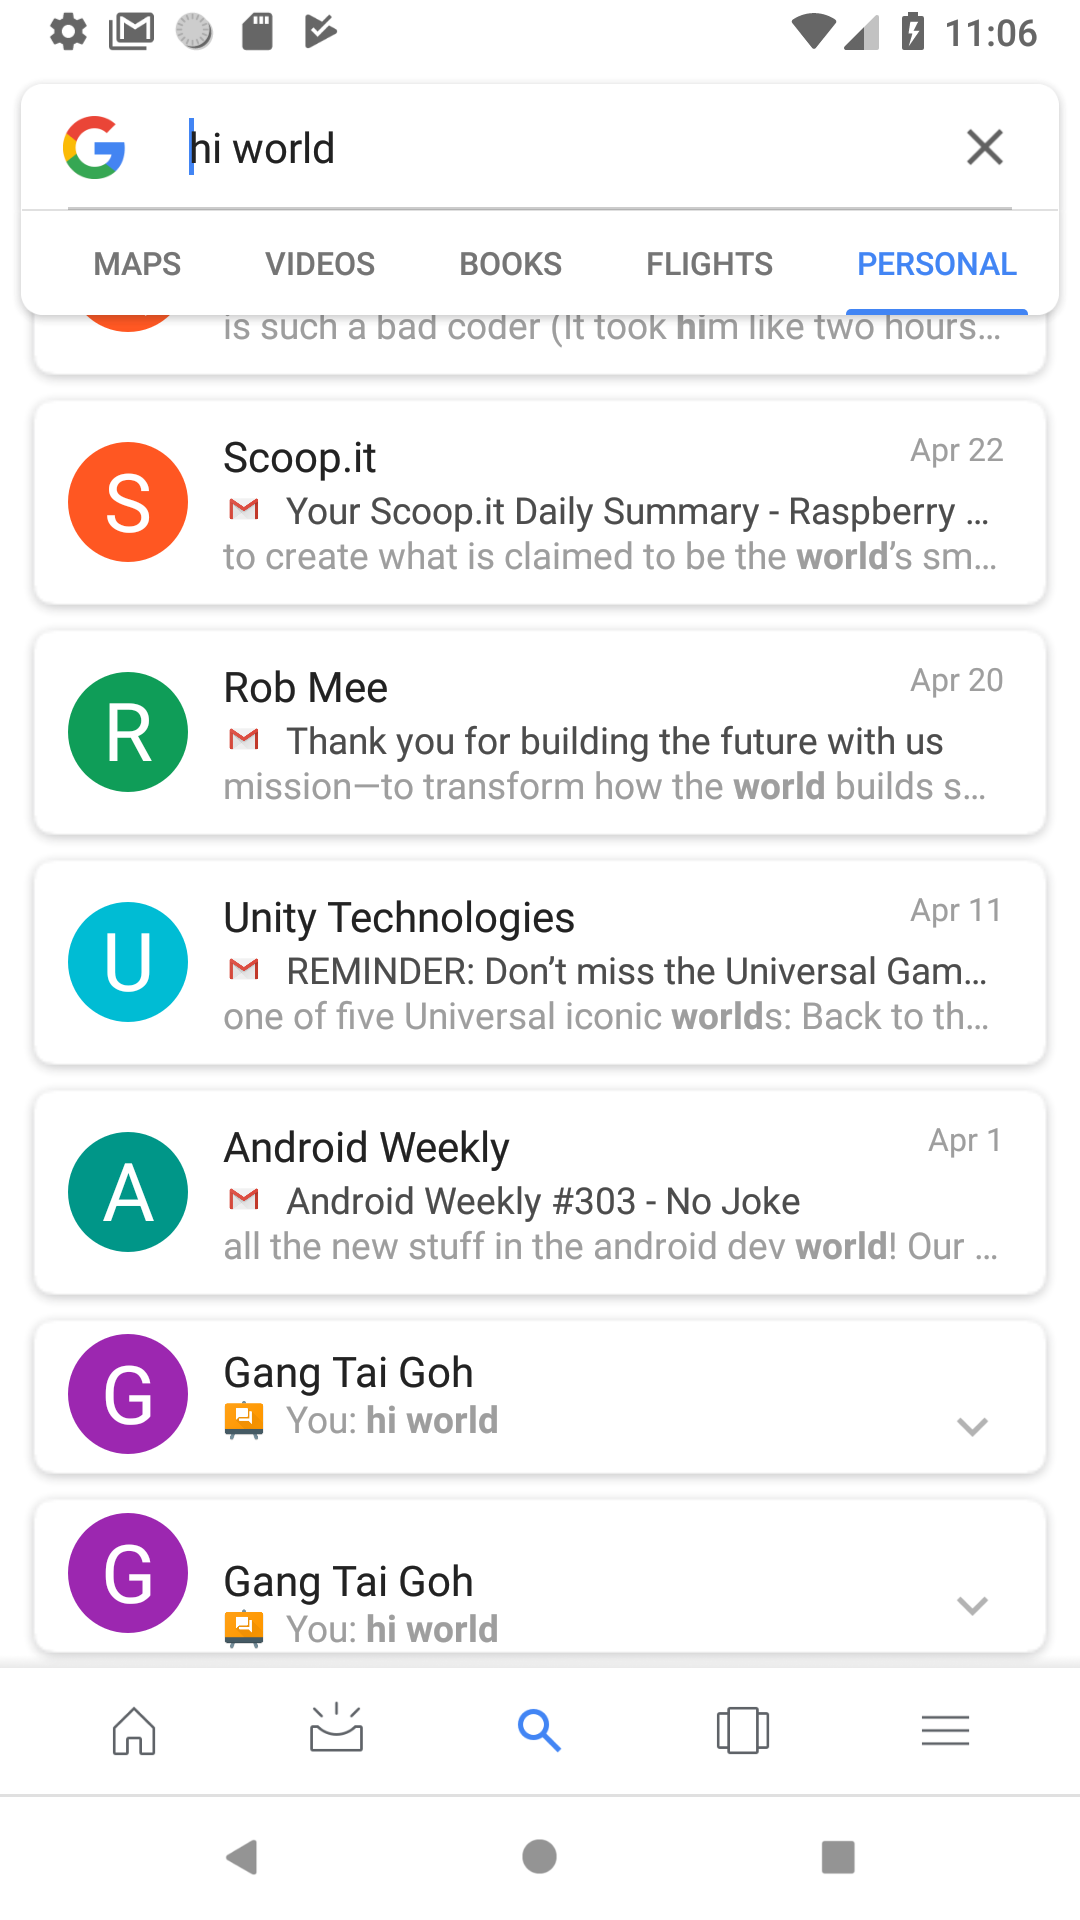 11:06
hi world
MAPS VIDEOS BOOKS FLIGHTS PERSONAL
is such a bad coder (It took him like two hours...
S Scoop.it Apr 22
Your Scoop.it Daily Summary - Raspberry ...
to create what is claimed to be the world's sm...
R Rob Mee Apr 20
Thank you for building the future with us
mission—to transform how the world builds s...
U Unity Technologies Apr 11
REMINDER: Don't miss the Universal Gam...
one of five Universal iconic worlds: Back to th...
A Android Weekly Apr 1
Android Weekly #303 - No Joke
all the new stuff in the android dev world! Our ...
G Gang Tai Goh
You: hi world
G Gang Tai Goh
You: hi world